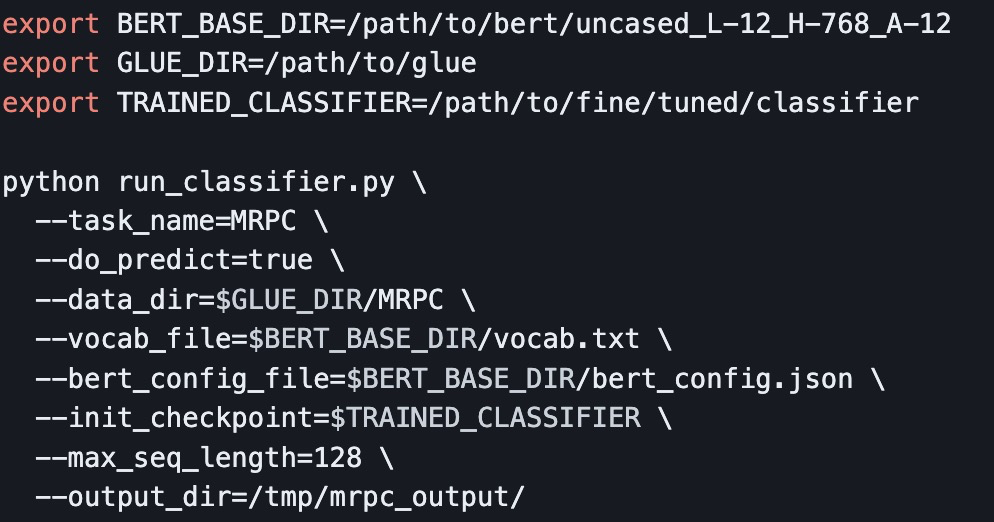 export BERT_BASE_DIR=/path/to/bert/uncased_L-12_H-768_A-12
export GLUE_DIR=/path/to/glue
export TRAINED_CLASSIFIER=/path/to/fine/tuned/classifier

python run_classifier.py \
  --task_name=MRPC \
  --do_predict=true \
  --data_dir=$GLUE_DIR/MRPC \
  --vocab_file=$BERT_BASE_DIR/vocab.txt \
  --bert_config_file=$BERT_BASE_DIR/bert_config.json \
  --init_checkpoint=$TRAINED_CLASSIFIER \
  --max_seq_length=128 \
  --output_dir=/tmp/mrpc_output/